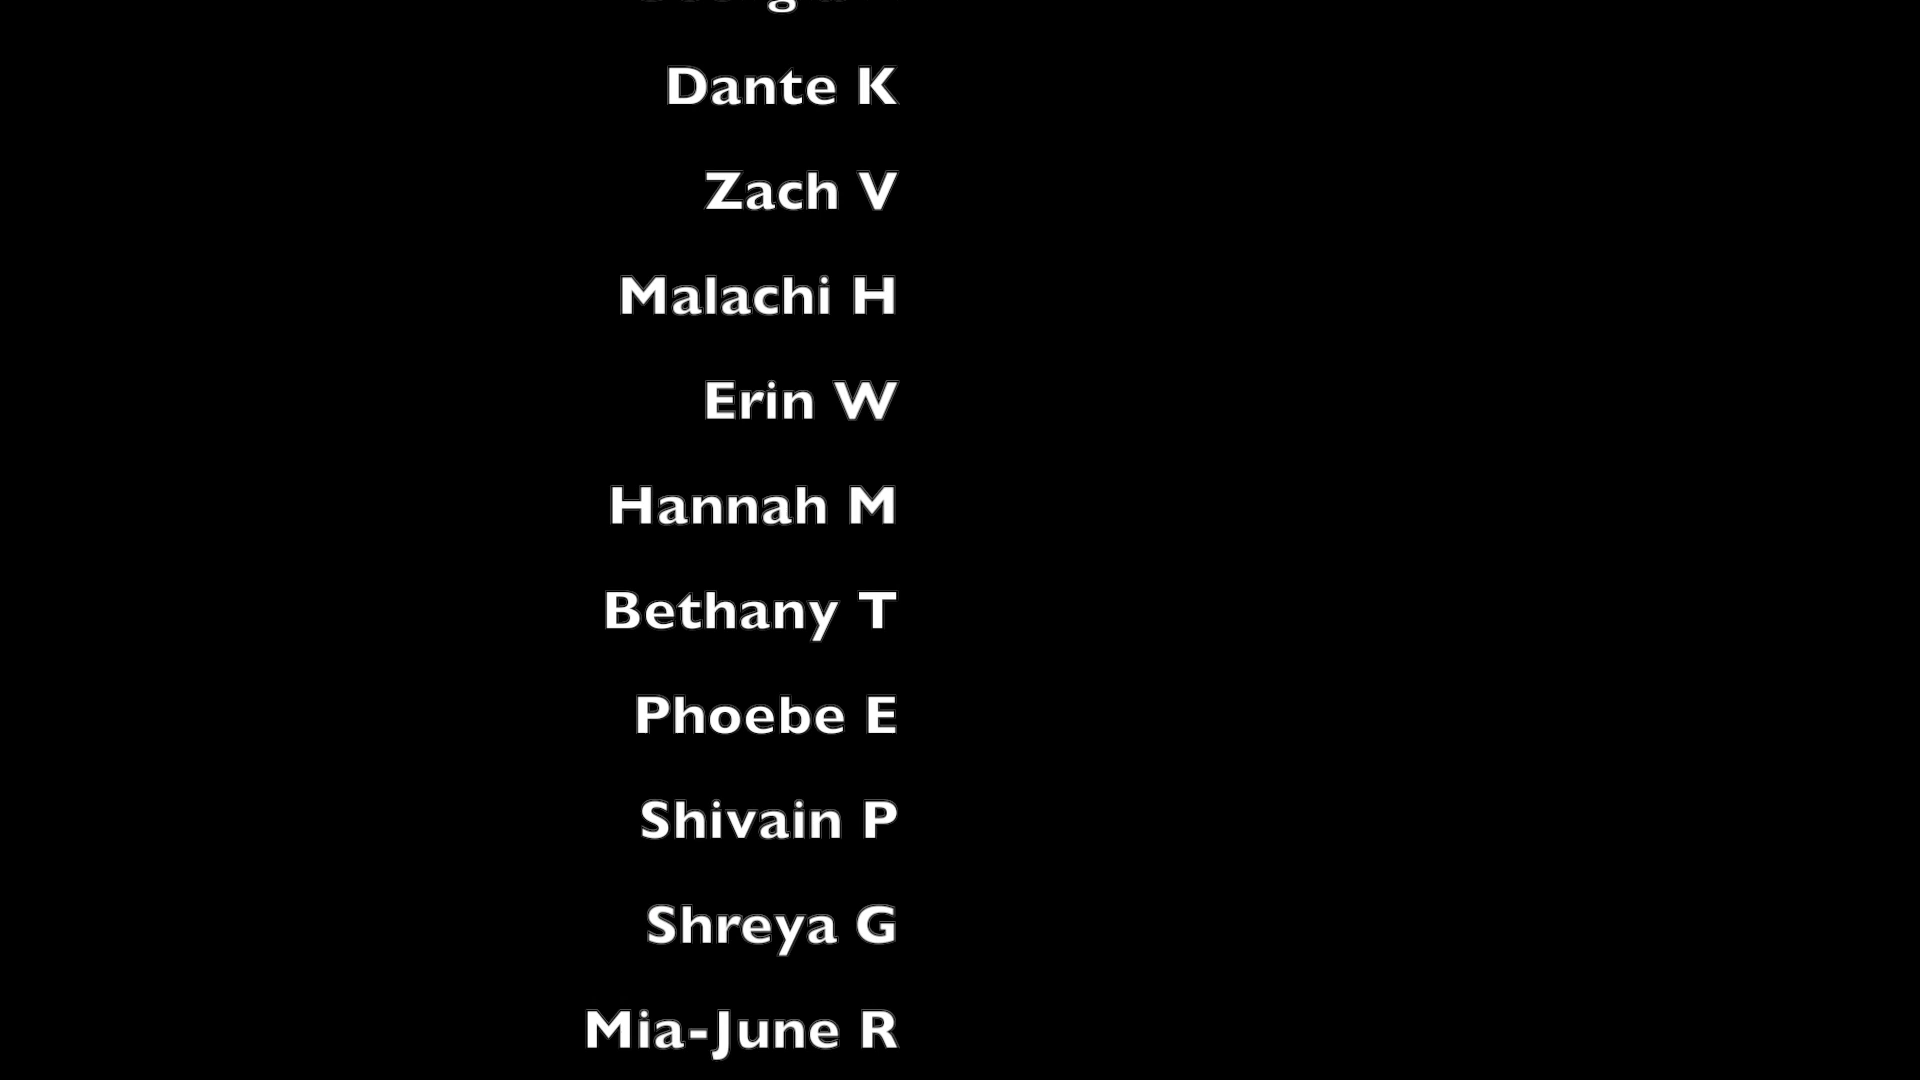 Dante K
Zach V
Malachi H
Erin W
Hannah M
Bethany T
Phoebe E
Shivain P
Shreya G
Mia-June R